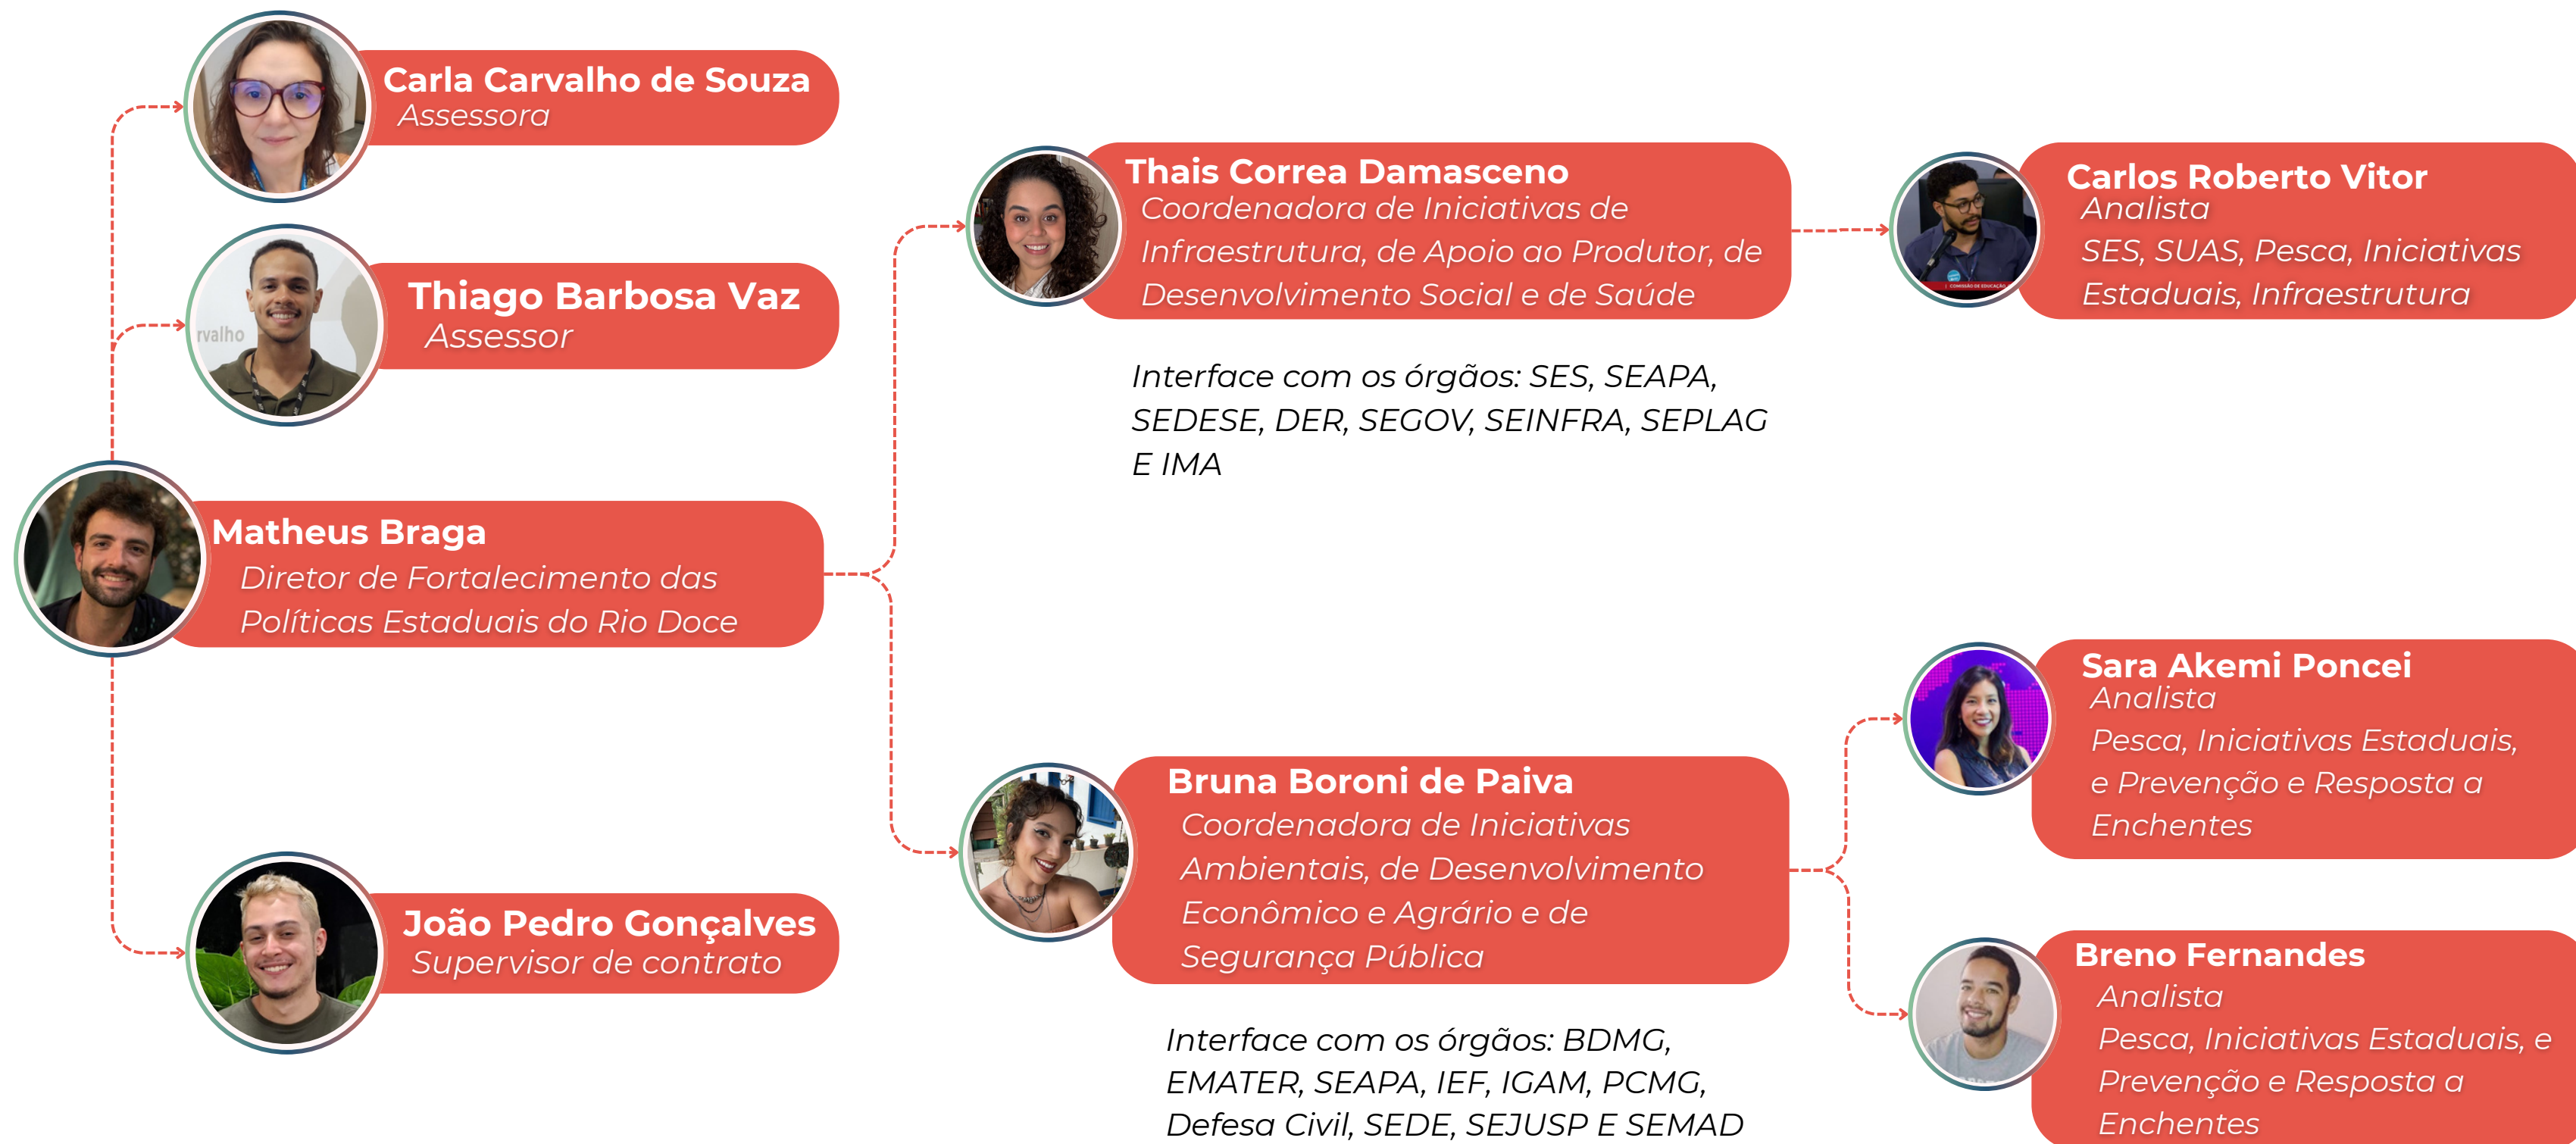 Carla Carvalho de Souza
Assessora
Thiago Barbosa Vaz
Assessor
rvalho
Matheus Braga
Diretor de Fortalecimento das
Políticas Estaduais do Rio Doce
João Pedro Gonçalves
Supervisor de contrato
Thais Correa Damasceno
Coordenadora de Iniciativas de
Infraestrutura, de Apoio ao Produtor, de
Desenvolvimento Social e de Saúde
Interface com os órgãos: SES, SEAPA,
SEDESE, DER, SEGOV, SEINFRA, SEPLAG
E IMA
Bruna Boroni de Paiva
Coordenadora de Iniciativas
Ambientais, de Desenvolvimento
Econômico e Agrário e de
Segurança Pública
Interface com os órgãos: BDMG,
EMATER, SEAPA, IEF, IGAM, PCMG,
Defesa Civil, SEDE, SEJUSP E SEMAD
Carlos Roberto Vitor
Analista
SES, SUAS, Pesca, Iniciativas
Estaduais, Infraestrutura
COMISSÃO DE EDUCAÇÃO
Sara Akemi Poncei
Analista
Pesca, Iniciativas Estaduais,
e Prevenção e Resposta a
Enchentes
Breno Fernandes
Analista
Pesca, Iniciativas Estaduais, e
Prevenção e Resposta a
Enchentes